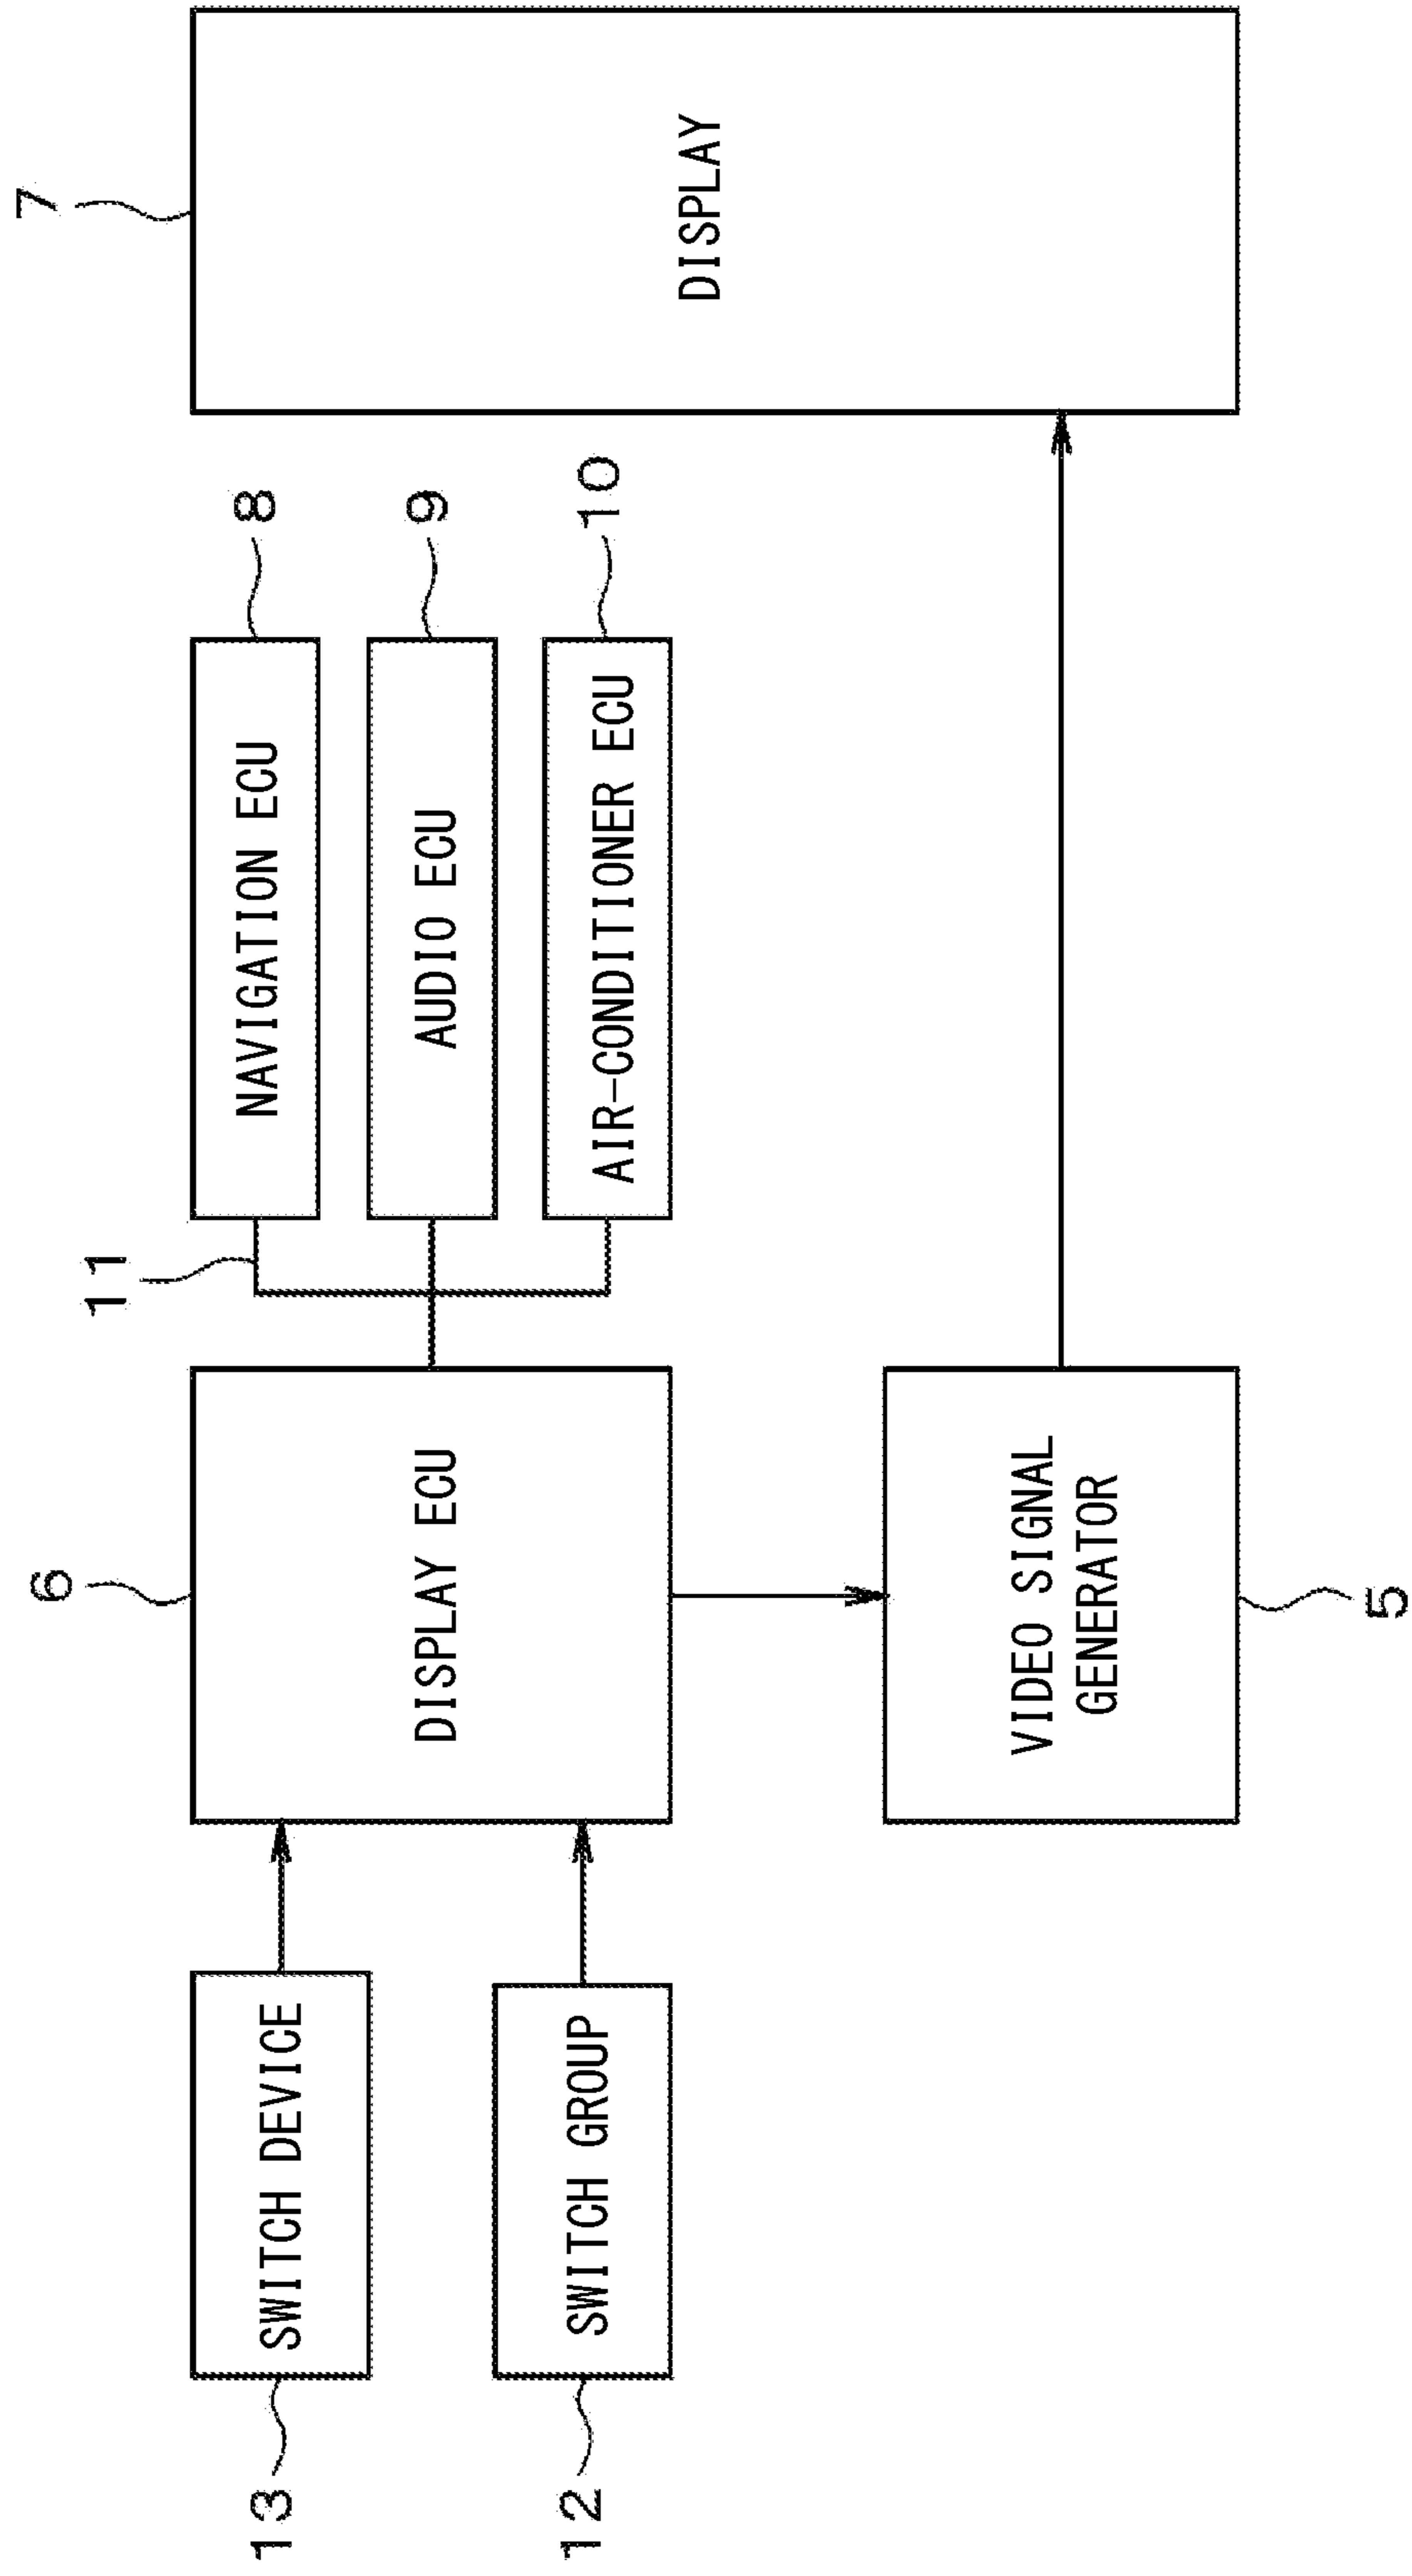 13
SWITCH DEVICE
12
SWITCH GROUP
6
DISPLAY ECU
VIDEO SIGNAL
GENERATOR
5
11
NAVIGATION ECU
8
AUDIO ECU
9
AIR-CONDITIONER ECU
10
7
DISPLAY